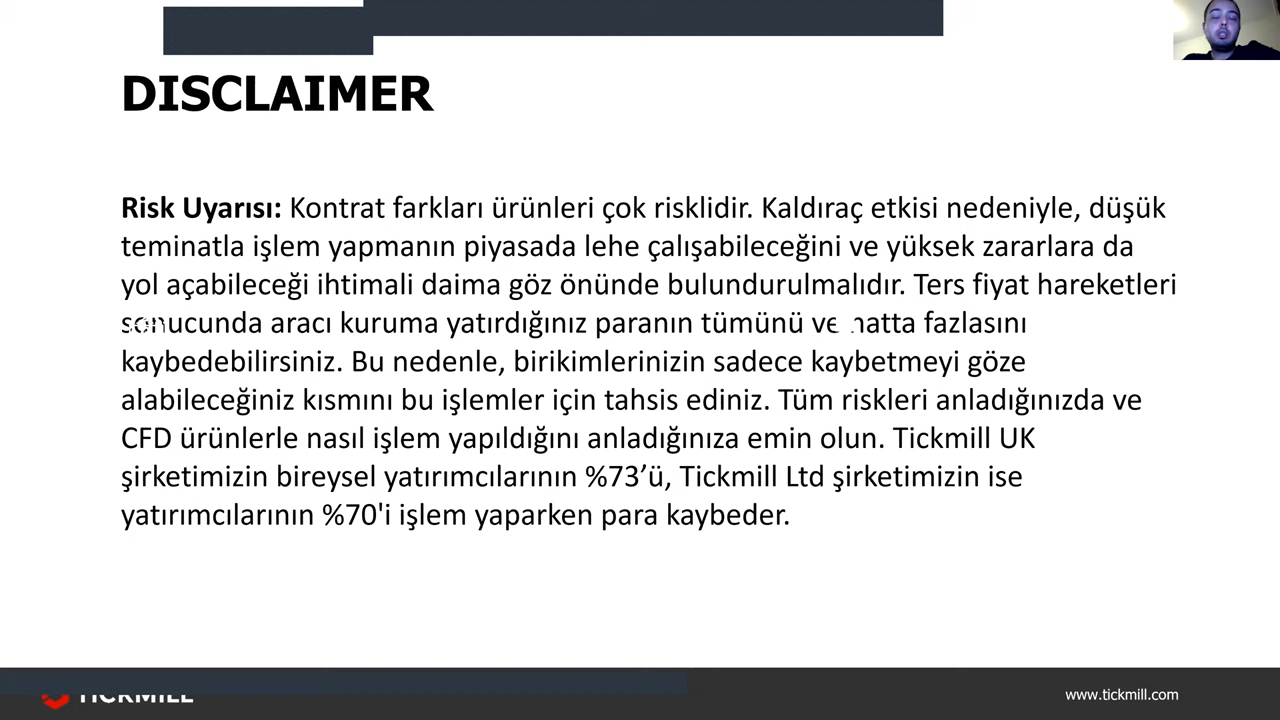 DISCLAIMER
Risk Uyarısı: Kontrat farkları ürünleri çok risklidir. Kaldıraç etkisi nedeniyle, düşük
teminatla işlem yapmanın piyasada lehe çalışabileceğini ve yüksek zararlara da
yol açabileceği ihtimali daima göz önünde bulundurulmalıdır. Ters fiyat hareketleri
sonucunda aracı kuruma yatırdığınız paranın tümünü ve hatta fazlasını
kaybedebilirsiniz. Bu nedenle, birikimlerinizin sadece kaybetmeyi göze
alabileceğiniz kısmını bu işlemler için tahsis ediniz. Tüm riskleri anladığınızda ve
CFD ürünlerle nasıl işlem yapıldığını anladığınıza emin olun. Tickmill UK
şirketimizin bireysel yatırımcılarının %73’ü, Tickmill Ltd şirketimizin ise
yatırımcılarının %70'i işlem yaparken para kaybeder.
TICKMILL
www.tickmill.com